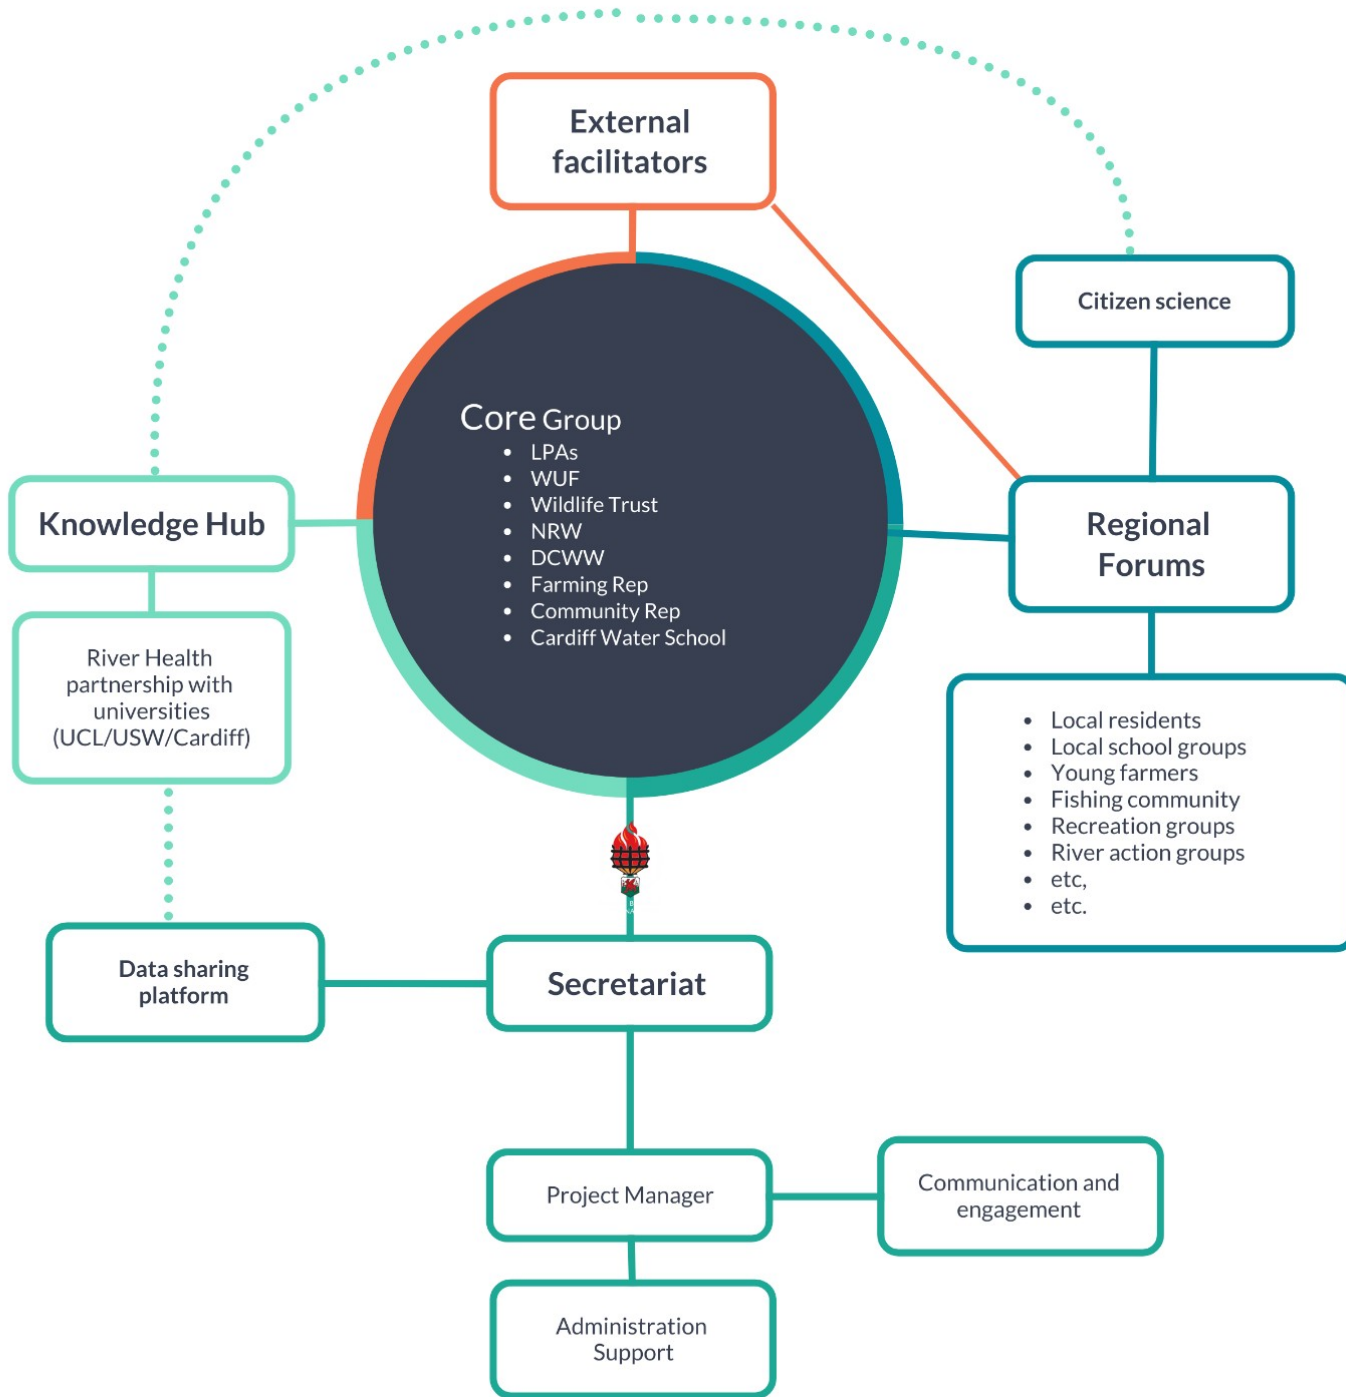 External
facilitators
Citizen science
Core Group
• LPAs
• WUF
• Wildlife Trust
• NRW
• DCWW
• Farming Rep
• Community Rep
• Cardiff Water School
Knowledge Hub
Regional
Forums
River Health
partnership with
universities
(UCL/USW/Cardiff)
• Local residents
• Local school groups
• Young farmers
• Fishing community
• Recreation groups
• River action groups
• etc,
• etc.
Data sharing
platform
Secretariat
Project Manager
Communication and
engagement
Administration
Support